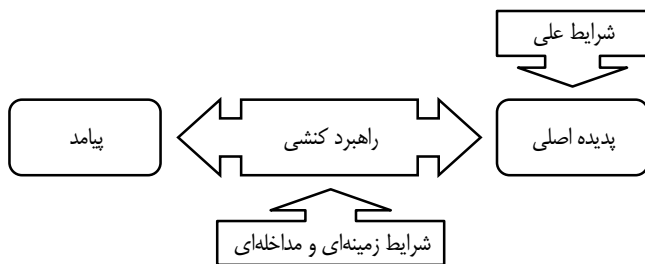 شرایط علی
پدیده اصلی
راهبرد کنشی
پیامد
شرایط زمینه‌ای و مداخله‌ای